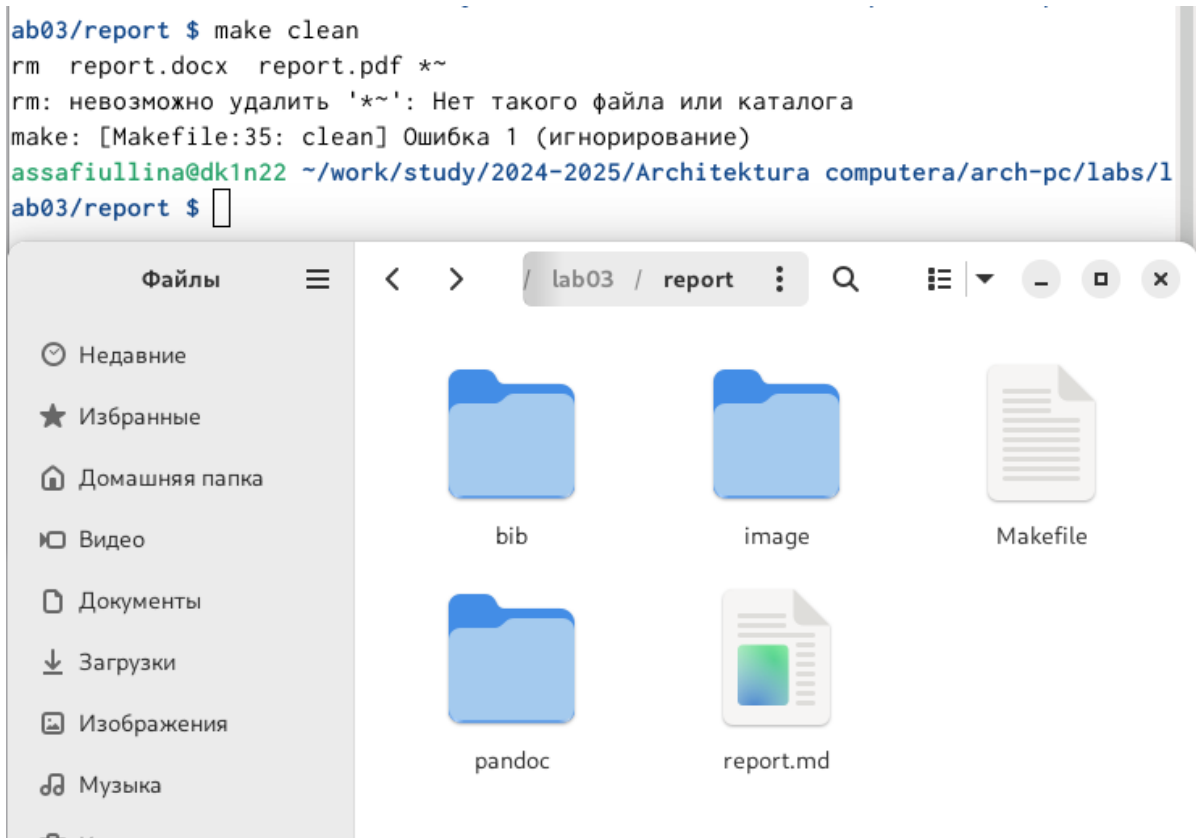 ab03/report $ make clean
rm  report.docx  report.pdf *~
rm: невозможно удалить '*~': Нет такого файла или каталога
make: [Makefile:35: clean] Ошибка 1 (игнорирование)
assafiullina@dk1n22 ~/work/study/2024-2025/Architektura computera/arch-pc/labs/l
ab03/report $
Файлы
/ lab03 / report
Недавние
Избранные
Домашняя папка
Видео
Документы
Загрузки
Изображения
Музыка
bib
image
Makefile
pandoc
report.md